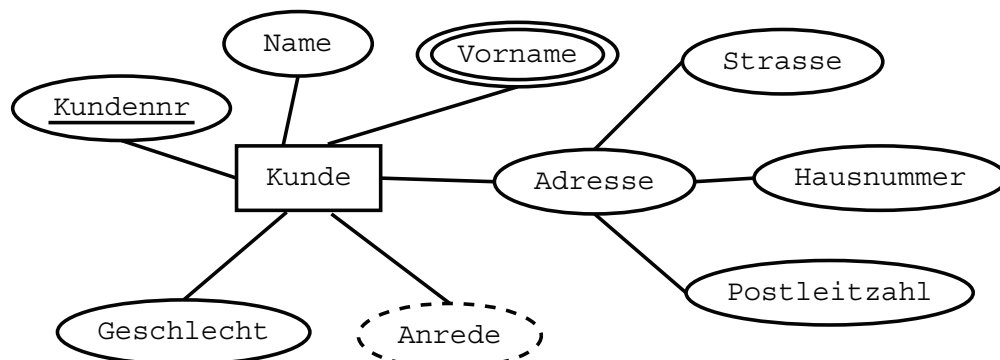 Name
Vorname
Strasse
Kundennr
Kunde
Adresse
Hausnummer
Geschlecht
Anrede
Postleitzahl